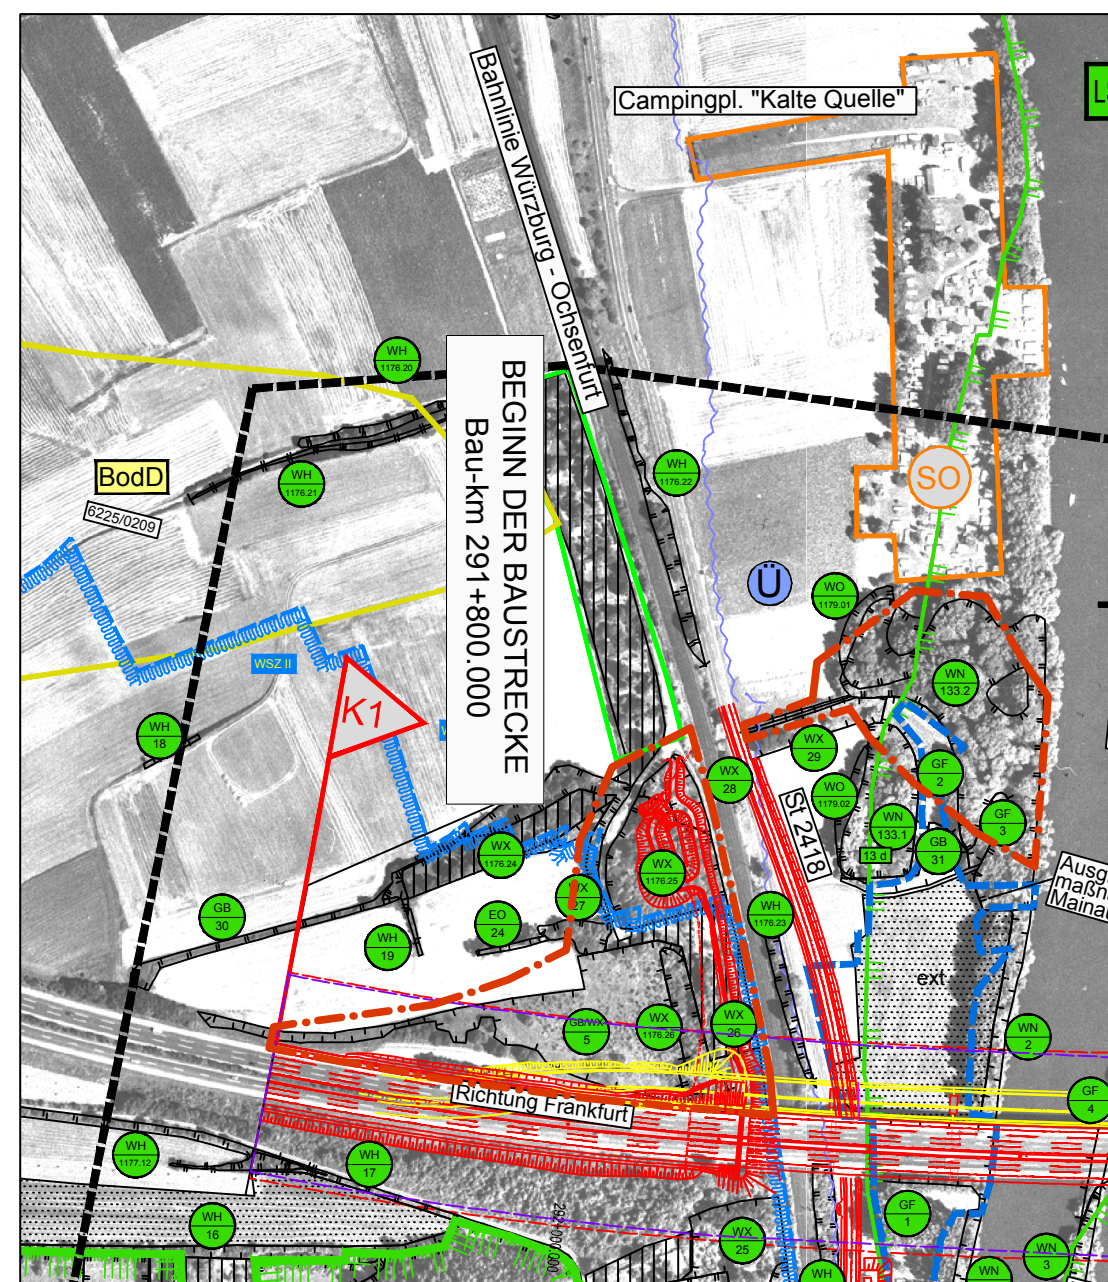 Campingpl. "Kalte Quelle"
Bahnlinie Würzburg - Ochsenfurt
WH
1176.20
BEGINN DER BAUSTRECKE
Bau-km 291+800.000
BodD
WH
1176.21
6225/0209
WH
1176.22
SO
Ü
WO
1179.01
WSZ II
WN
133.2
K1
WH
18
WX
29
WX
28
GF
2
WO
1179.02
St 2418
WN
133.1
GF
3
13 d
GB
31
WX
1176.24
WX
1176.25
WX
27
GB
30
EO
24
WH
1176.23
WH
19
ext
GB/WX
5
WX
1176.26
WX
26
WN
2
Richtung Frankfurt
GF
4
WH
1177.12
WH
17
WH
16
GF
1
WX
25
WN
3
WH
WN